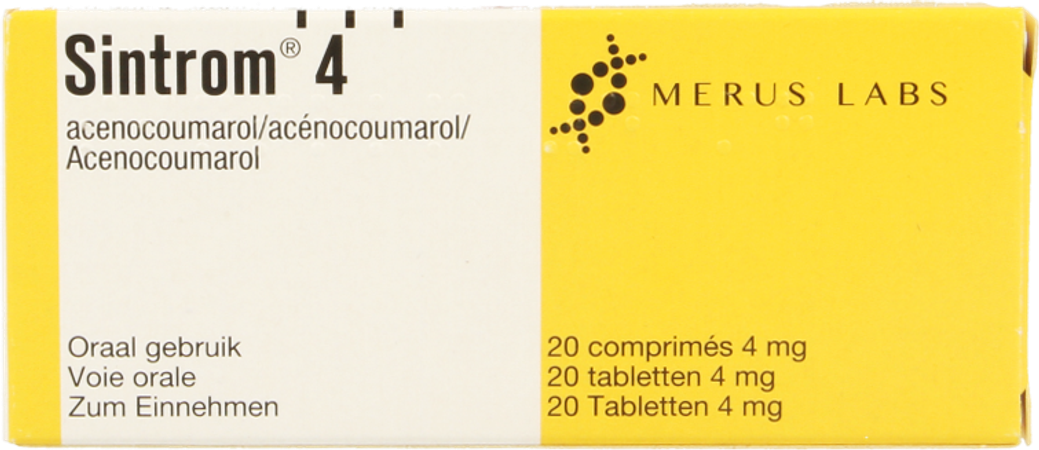 Sintrom® 4
acenocoumarol/acénocoumarol/
Acenocoumarol
MERUS LABS
Oraal gebruik
Voie orale
Zum Einnehmen
20 comprimés 4 mg
20 tabletten 4 mg
20 Tabletten 4 mg